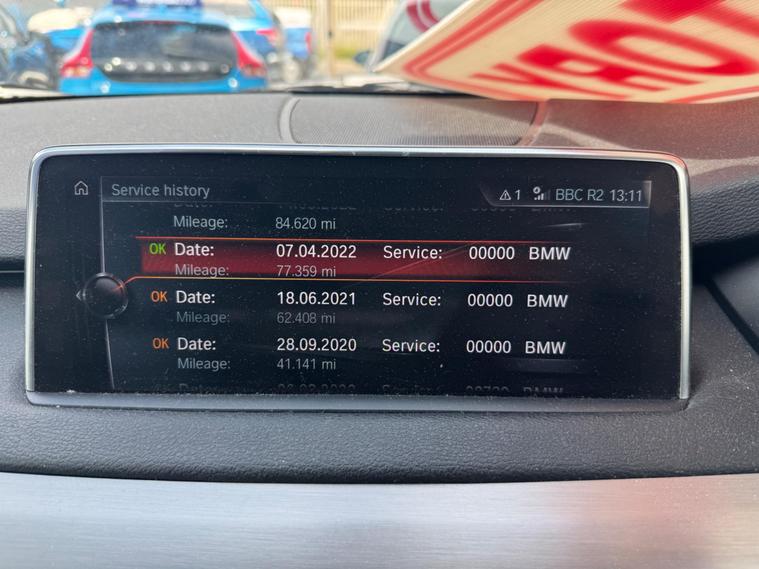 Service history
1 BBC R2 13:11
Mileage: 84.620 mi
OK Date: 07.04.2022 Service: 00000 BMW
Mileage: 77.359 mi
OK Date: 18.06.2021 Service: 00000 BMW
Mileage: 62.408 mi
OK Date: 28.09.2020 Service: 00000 BMW
Mileage: 41.141 mi